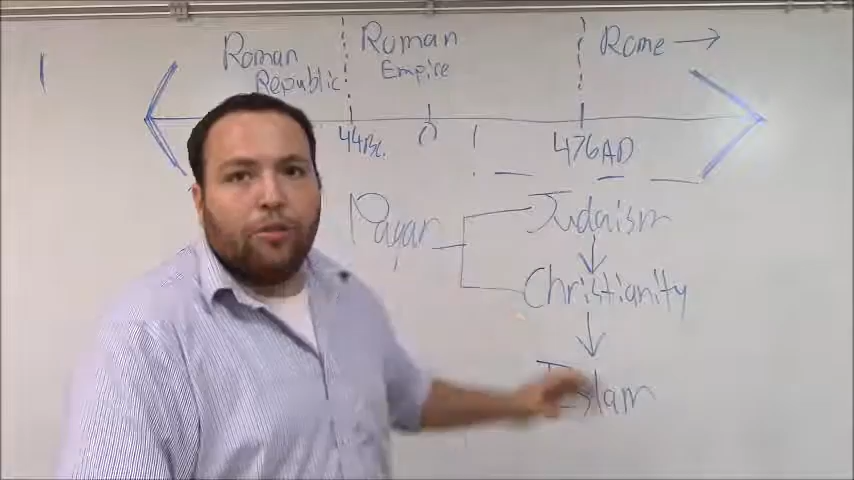 Roman
Republic
Roman
Empire
Rome
44BC.
0
476AD
Pagan
Judaism
Christianity
Islam